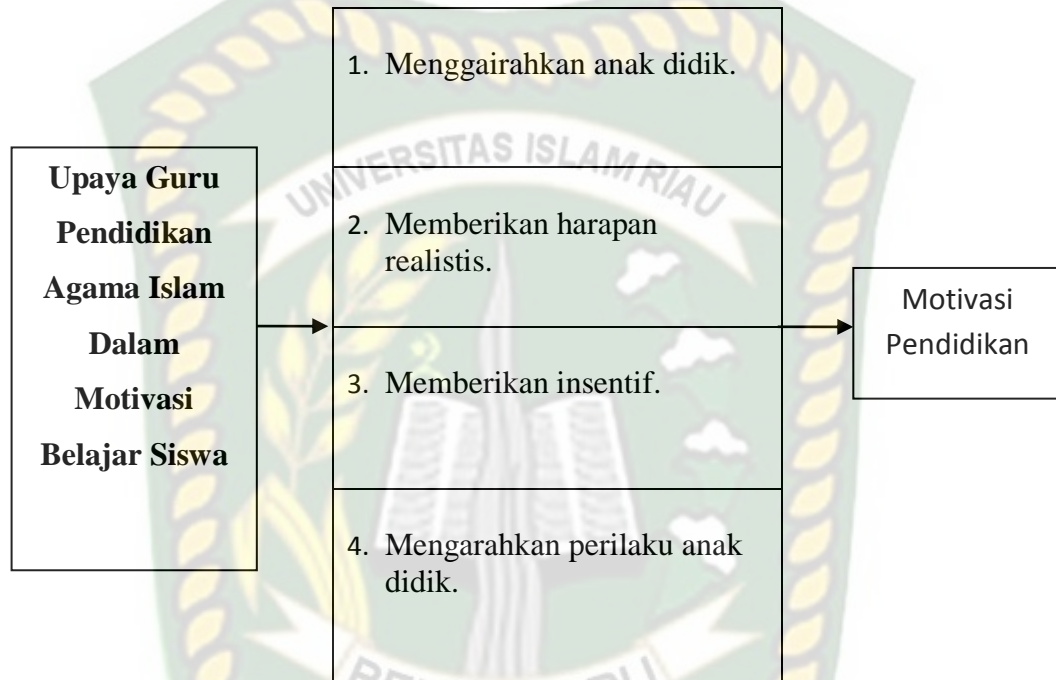 Upaya Guru
Pendidikan
Agama Islam
Dalam
Motivasi
Belajar Siswa
1. Menggairahkan anak didik.
2. Memberikan harapan
realistis.
3. Memberikan insentif.
4. Mengarahkan perilaku anak
didik.
Motivasi
Pendidikan
UNIVERSITAS ISLAM RIAU